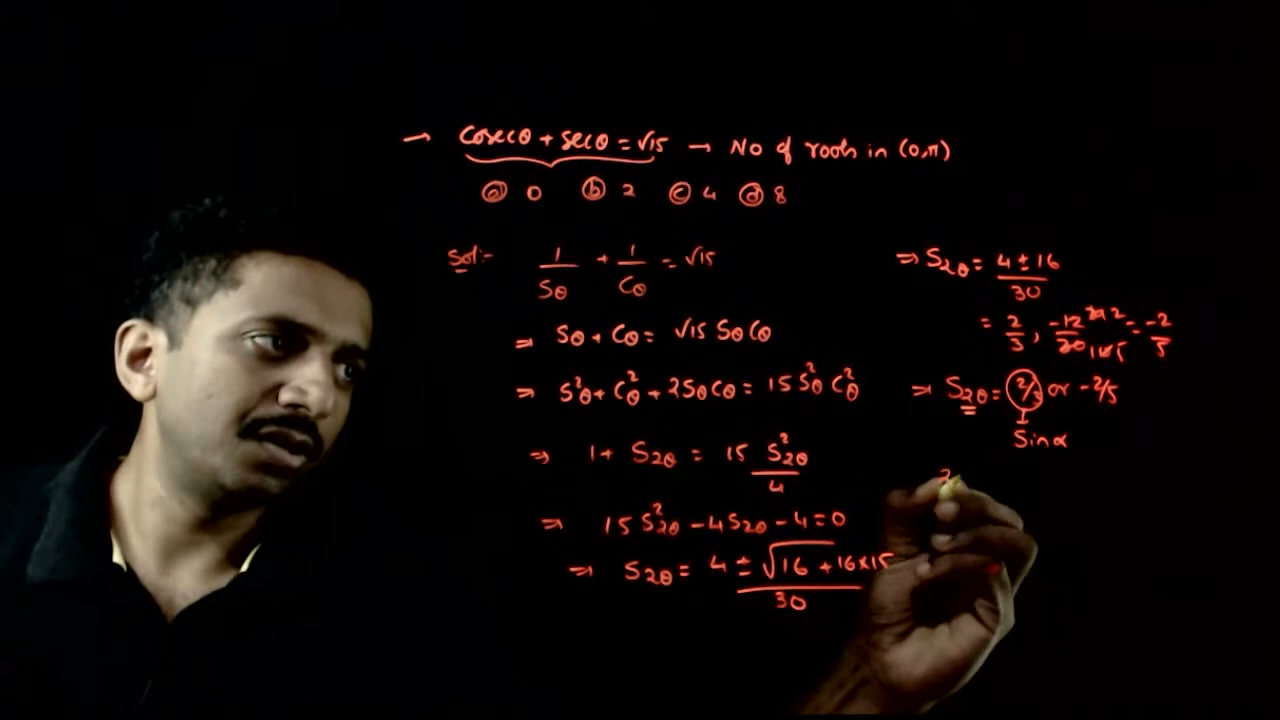 → cosecθ + secθ = √15 → No of roots in (0,π)
ⓐ 0 ⓑ 2 ⓒ 4 ⓓ 8
Sol:- 1/Sθ + 1/Cθ = √15
⇒ Sθ + Cθ = √15 Sθ Cθ
⇒ S²θ + C²θ + 2SθCθ = 15 S²θ C²θ
⇒ 1 + S2θ = 15 S²2θ/4
⇒ 15 S²2θ - 4S2θ - 4 = 0
⇒ S2θ = 4 ± √16 + 16×15 / 30
⇒ S2θ = 4 ± 16 / 30
= 2/3, -12/30 = -2/5
⇒ S2θ = 2/3 or -2/5
Sinα